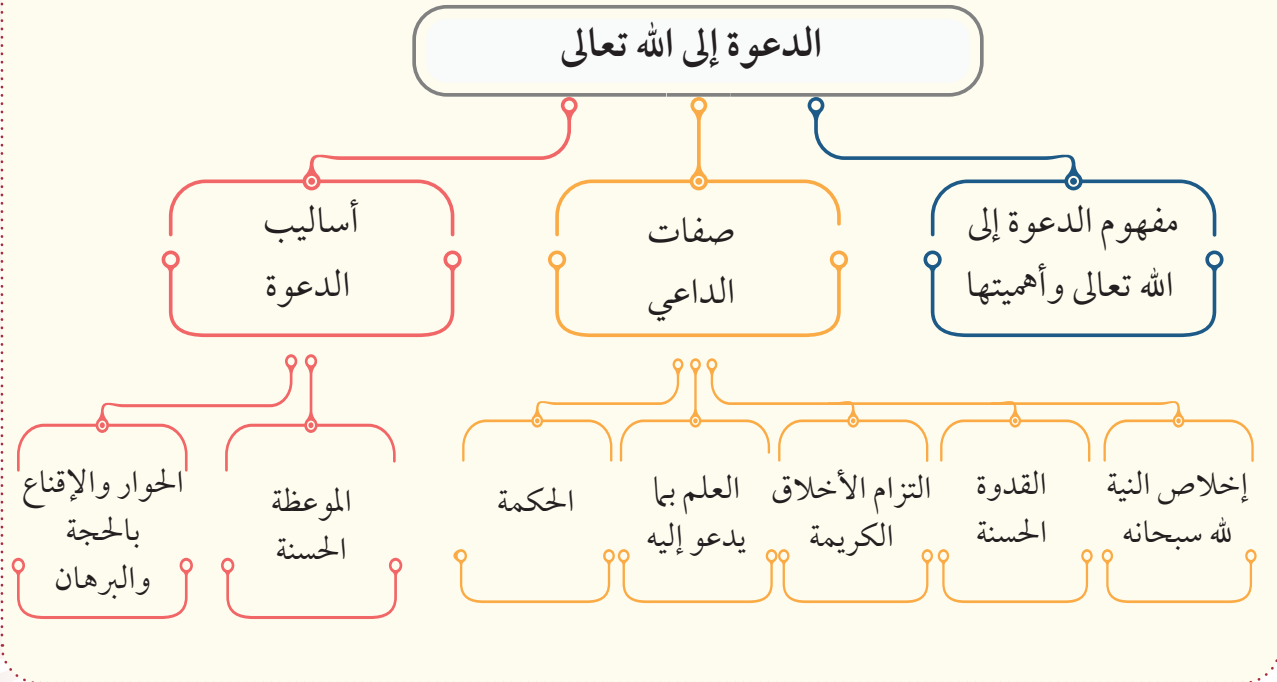 الدعوة إلى الله تعالى
مفهوم الدعوة إلى
الله تعالى وأهميتها
صفات
الداعي
أساليب
الدعوة
إخلاص النية
لله سبحانه
القدوة
الحسنة
التزام الأخلاق
الكريمة
العلم بما
يدعو إليه
الحكمة
الموعظة
الحسنة
الحوار والإقناع
بالحجة
والبرهان